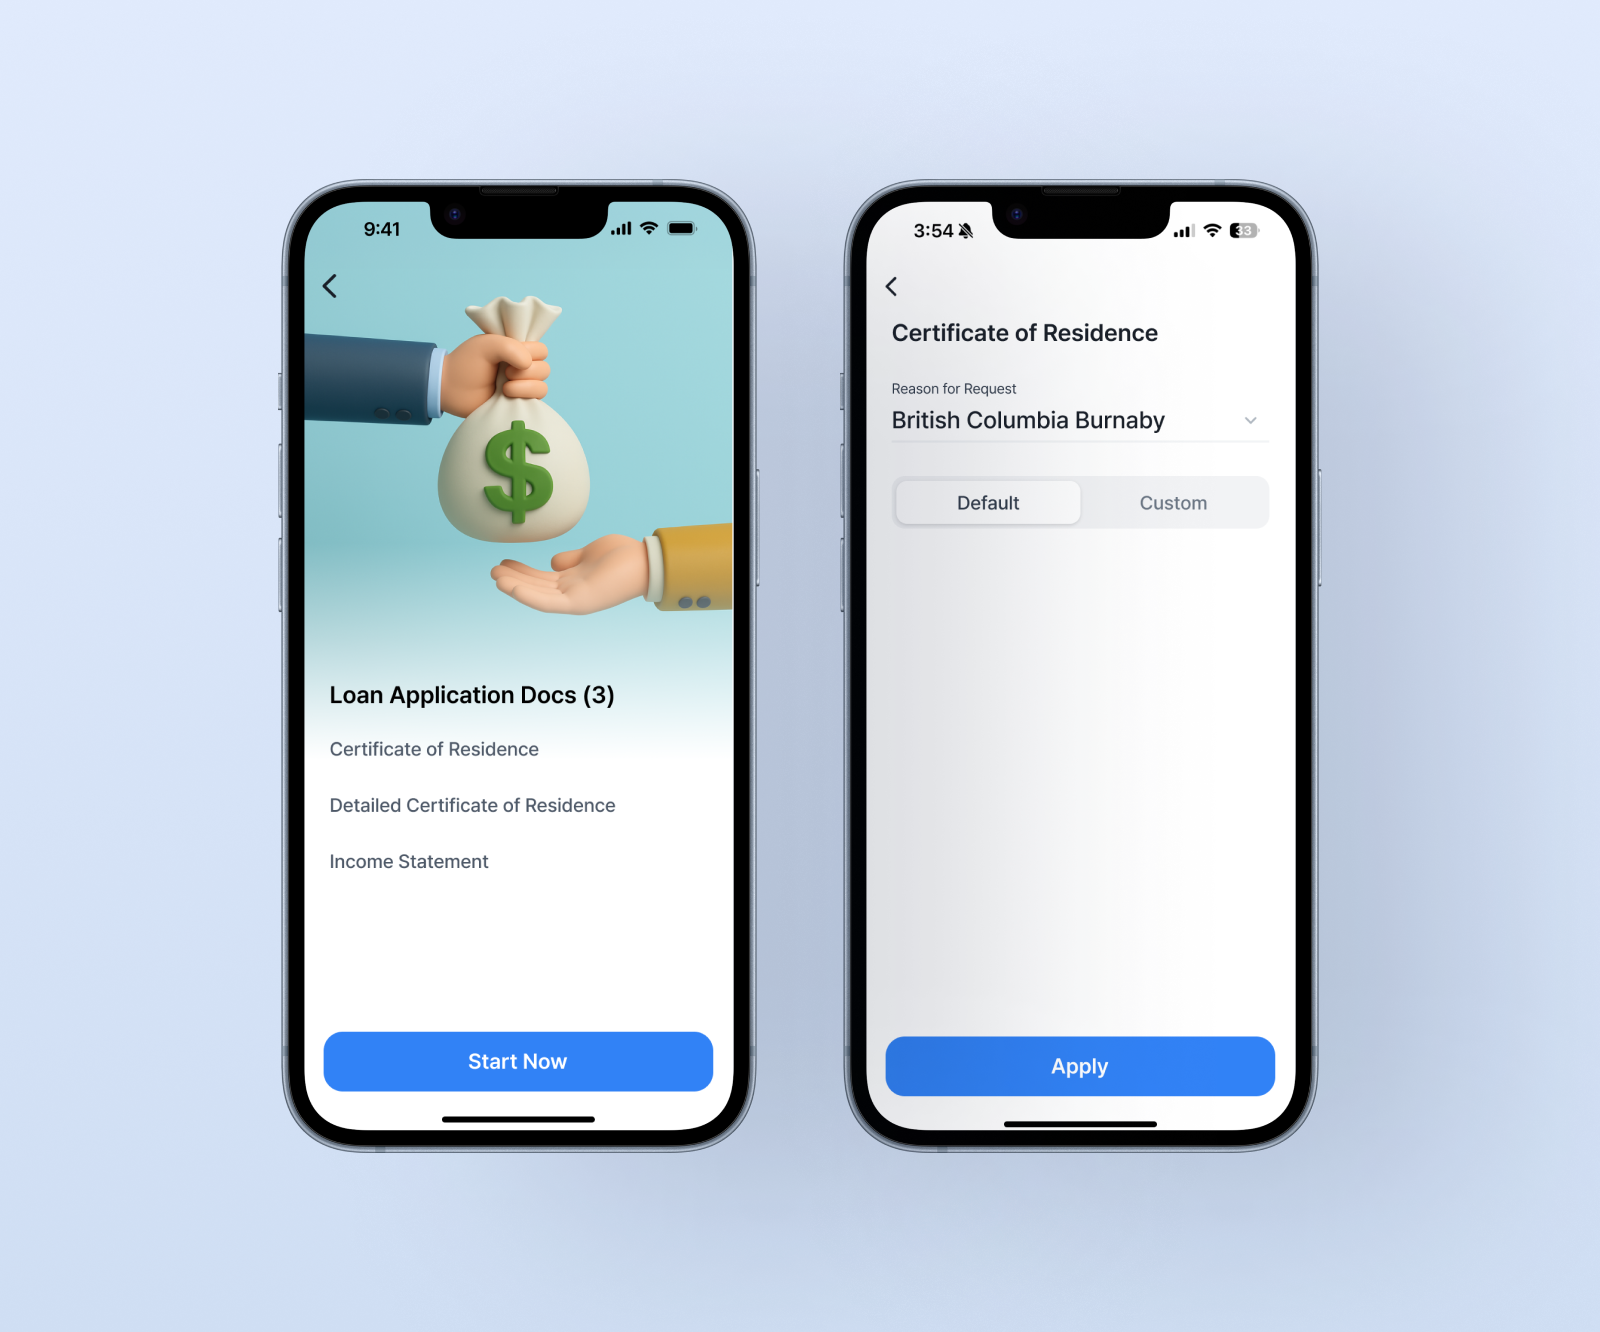 9:41
$
Loan Application Docs (3)
Certificate of Residence
Detailed Certificate of Residence
Income Statement
Start Now
3:54
33
Certificate of Residence
Reason for Request
British Columbia Burnaby
Default
Custom
Apply